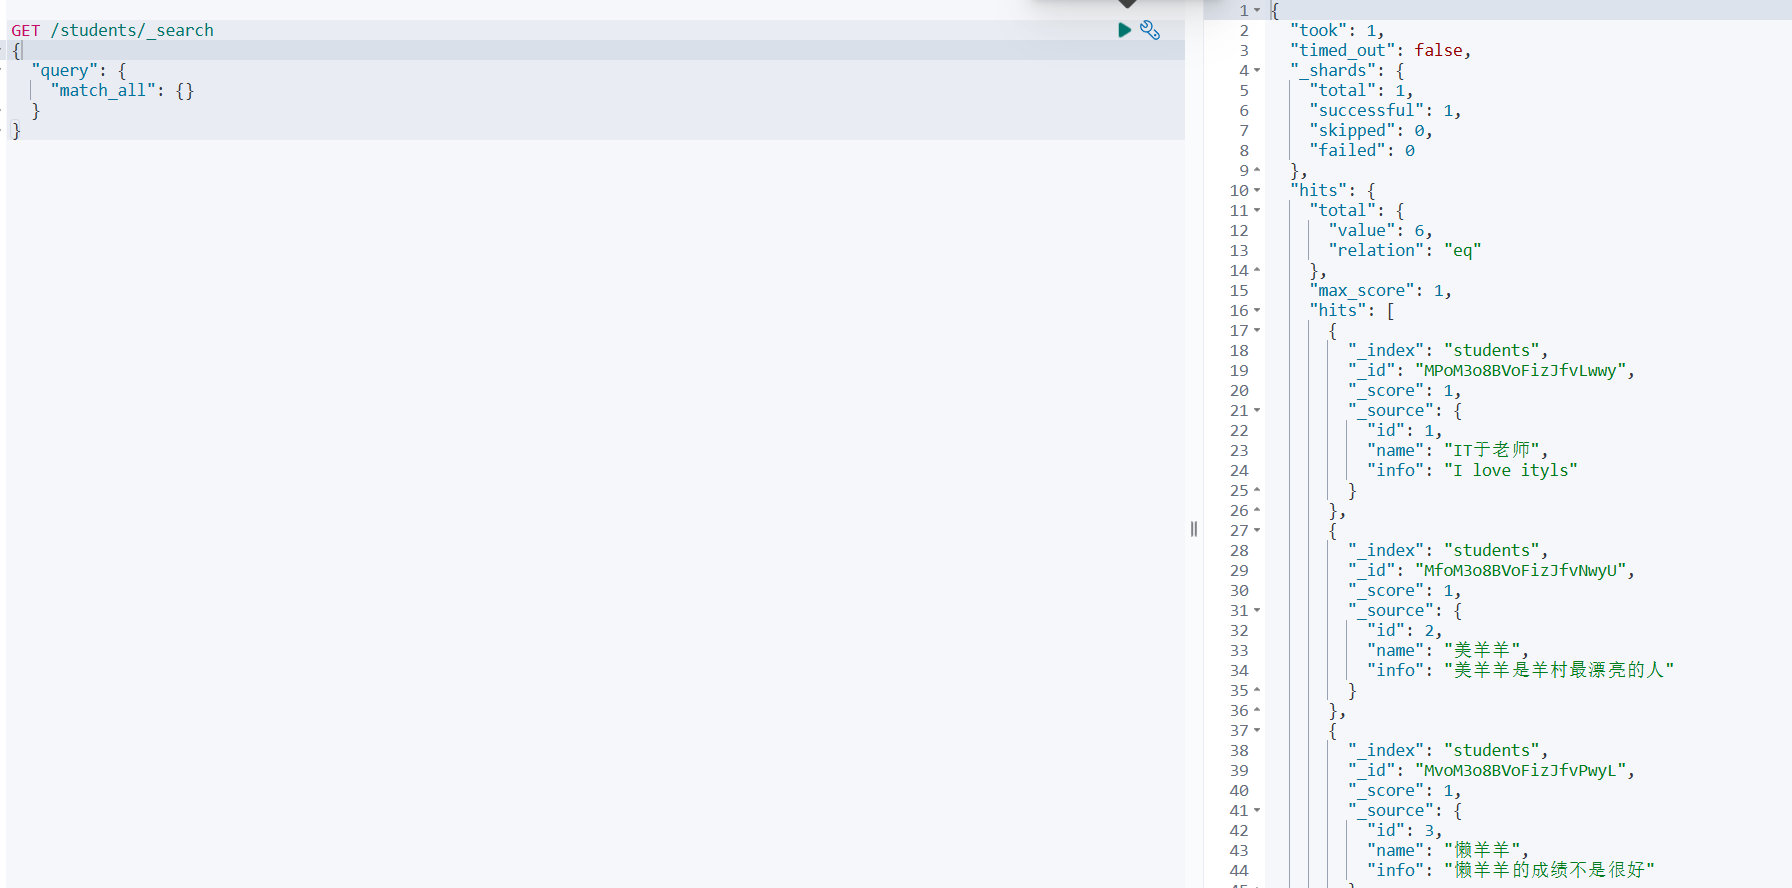 GET /students/_search
{
  "query": {
    "match_all": {}
  }
}
1 {
2   "took": 1,
3   "timed_out": false,
4   "_shards": {
5     "total": 1,
6     "successful": 1,
7     "skipped": 0,
8     "failed": 0
9   },
10   "hits": {
11     "total": {
12       "value": 6,
13       "relation": "eq"
14     },
15     "max_score": 1,
16     "hits": [
17       {
18         "_index": "students",
19         "_id": "MPoM3o8BVoFizJfvLwwy",
20         "_score": 1,
21         "_source": {
22           "id": 1,
23           "name": "IT于老师",
24           "info": "I love ityls"
25         }
26       },
27       {
28         "_index": "students",
29         "_id": "MfoM3o8BVoFizJfvNwyU",
30         "_score": 1,
31         "_source": {
32           "id": 2,
33           "name": "美羊羊",
34           "info": "美羊羊是羊村最漂亮的人"
35         }
36       },
37       {
38         "_index": "students",
39         "_id": "MvoM3o8BVoFizJfvPwyL",
40         "_score": 1,
41         "_source": {
42           "id": 3,
43           "name": "懒羊羊",
44           "info": "懒羊羊的成绩不是很好"